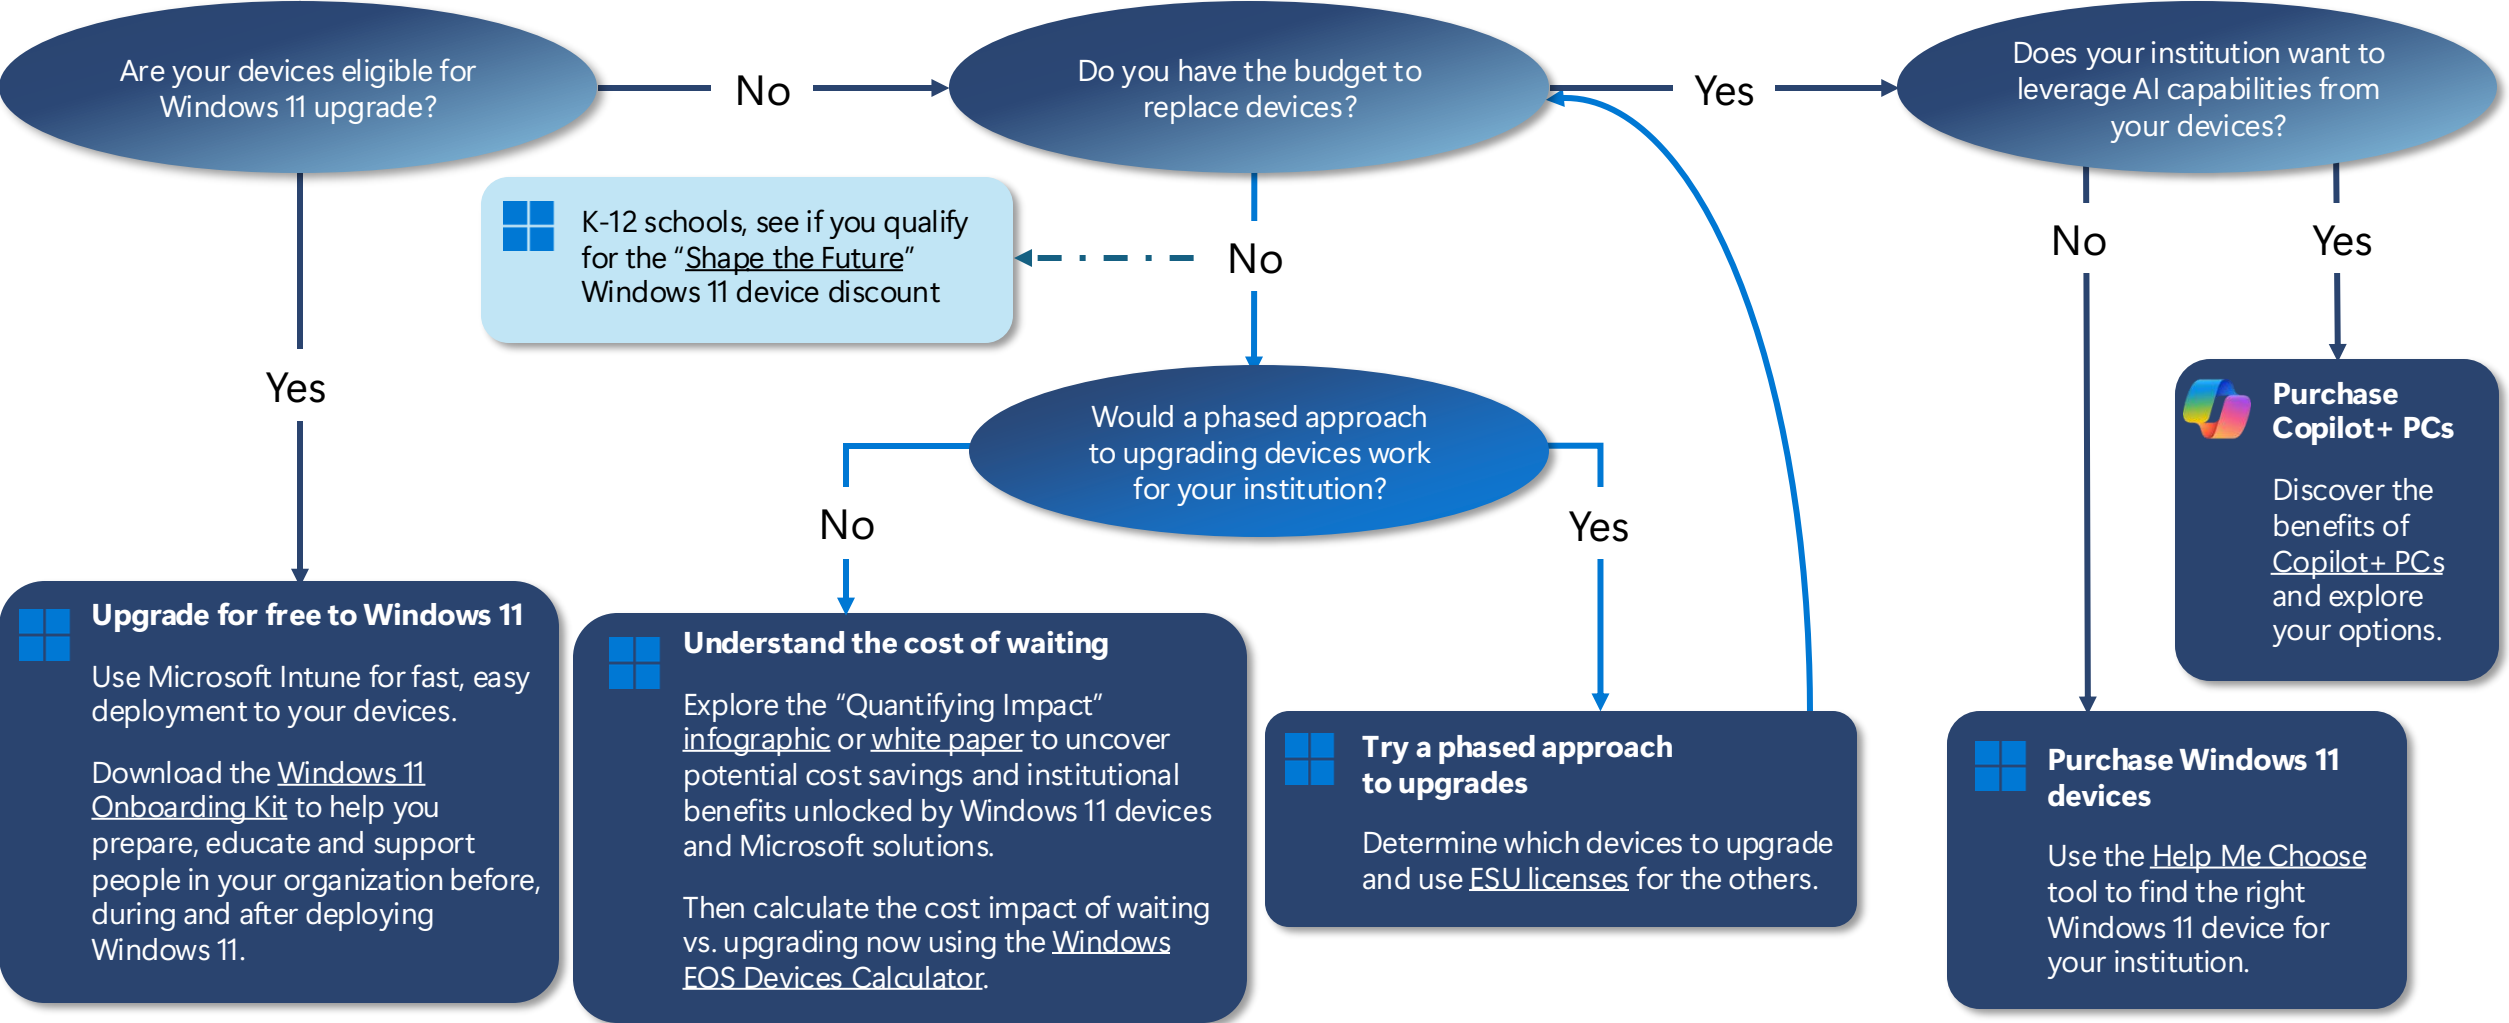 Are your devices eligible for
Windows 11 upgrade?
No
Do you have the budget to
replace devices?
Yes
Does your institution want to
leverage AI capabilities from
your devices?
K-12 schools, see if you qualify
for the “Shape the Future”
Windows 11 device discount
No
No
Yes
Yes
Would a phased approach
to upgrading devices work
for your institution?
No
Yes
Purchase
Copilot+ PCs
Discover the
benefits of
Copilot+ PCs
and explore
your options.
Upgrade for free to Windows 11
Use Microsoft Intune for fast, easy
deployment to your devices.
Download the Windows 11
Onboarding Kit to help you
prepare, educate and support
people in your organization before,
during and after deploying
Windows 11.
Understand the cost of waiting
Explore the “Quantifying Impact”
infographic or white paper to uncover
potential cost savings and institutional
benefits unlocked by Windows 11 devices
and Microsoft solutions.
Then calculate the cost impact of waiting
vs. upgrading now using the Windows
EOS Devices Calculator.
Try a phased approach
to upgrades
Determine which devices to upgrade
and use ESU licenses for the others.
Purchase Windows 11
devices
Use the Help Me Choose
tool to find the right
Windows 11 device for
your institution.